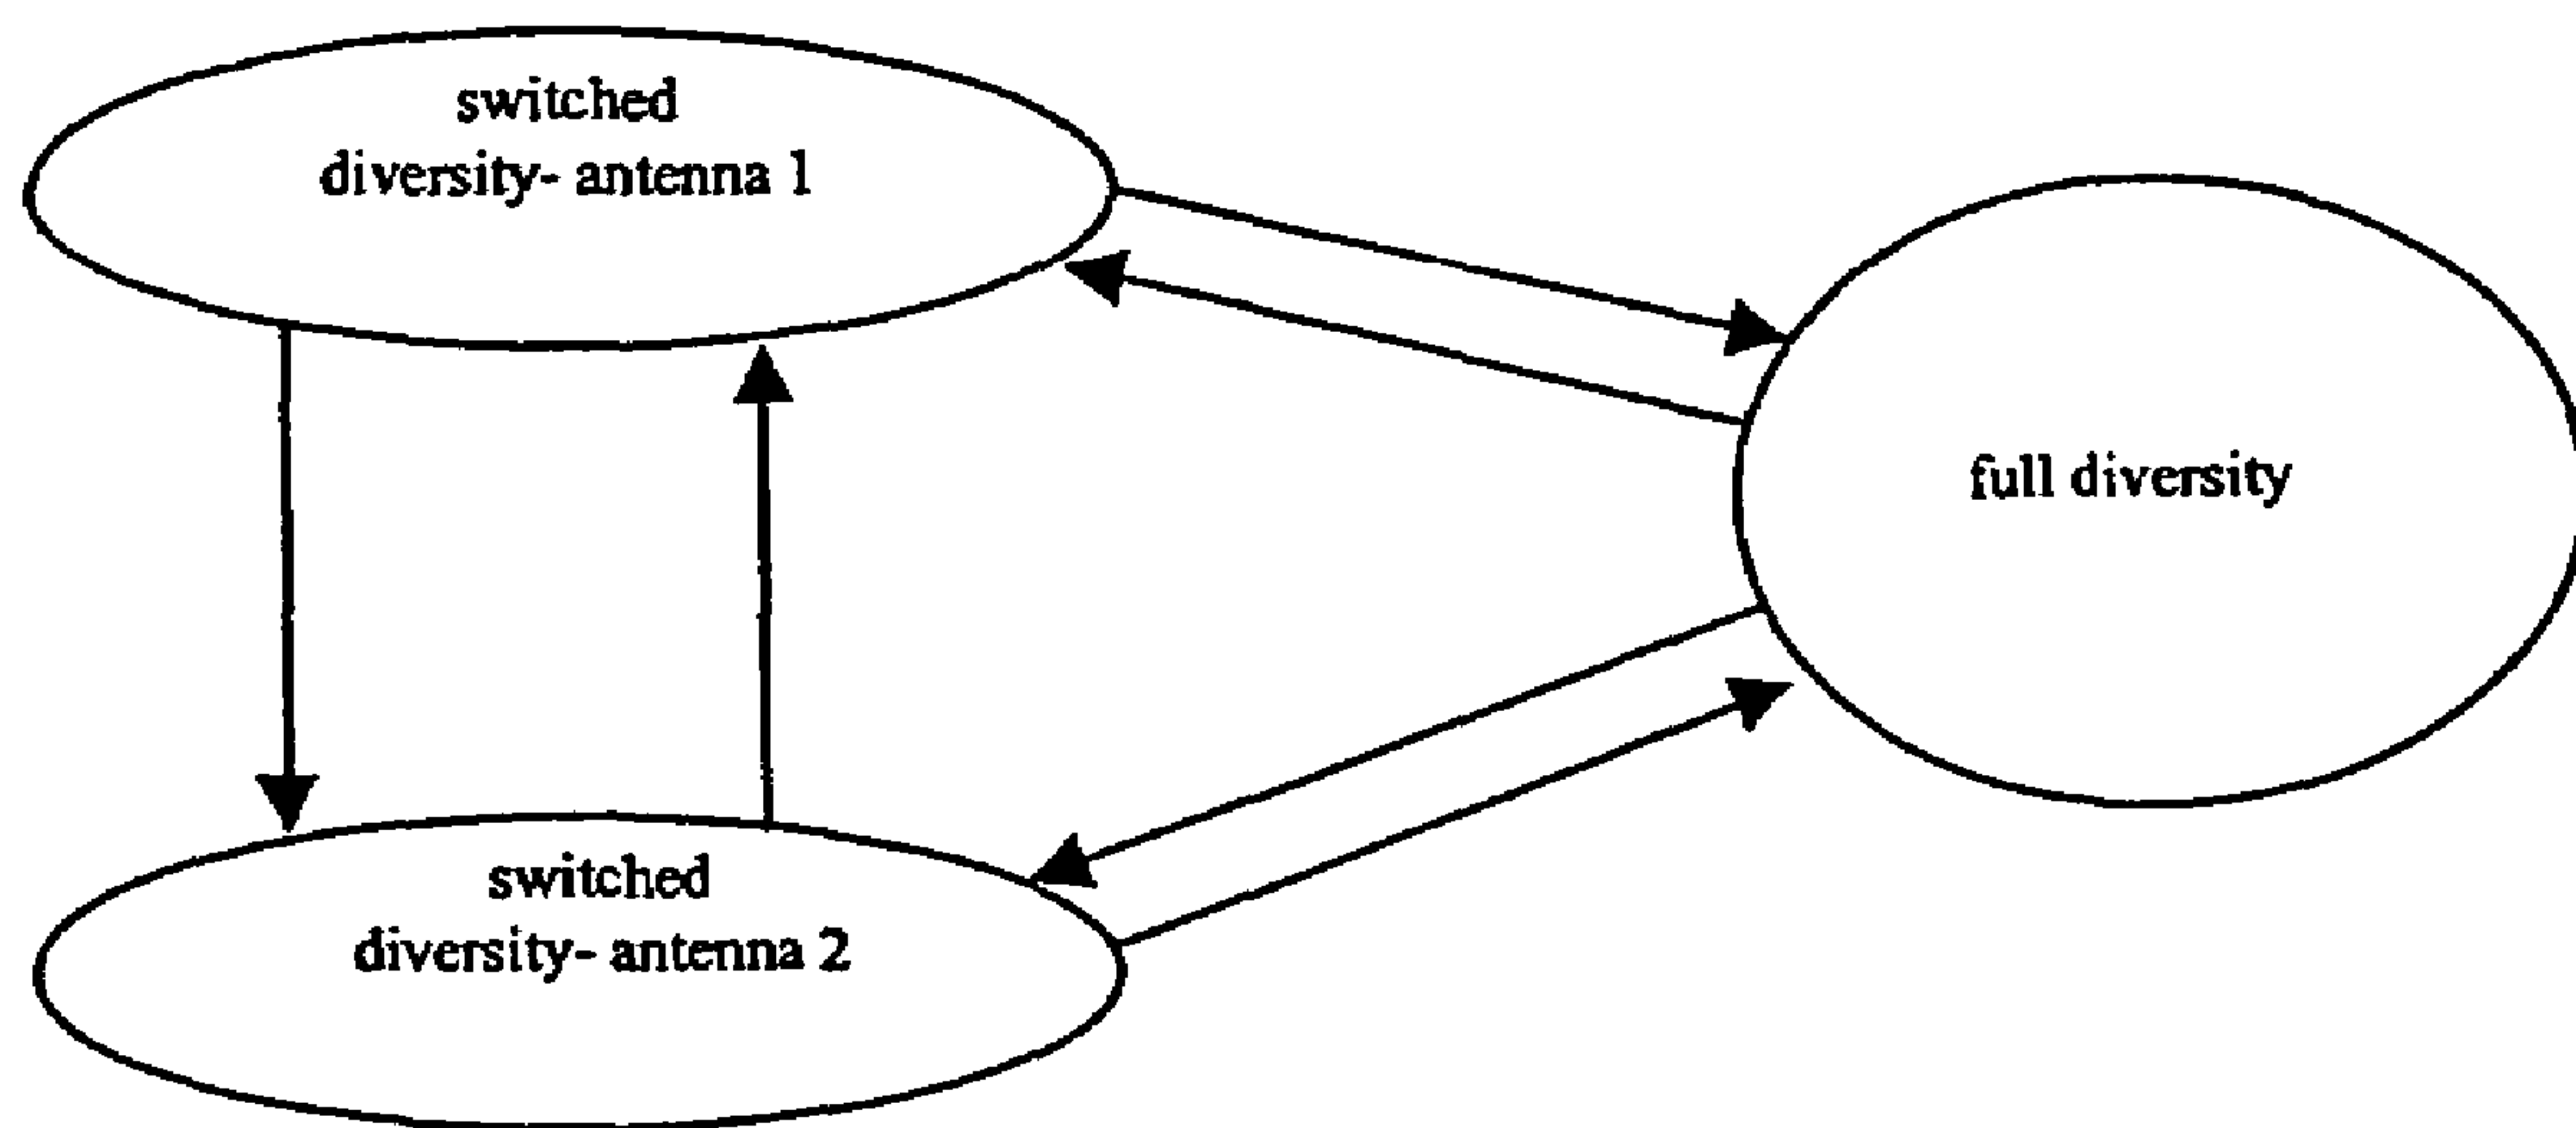 switched
diversity- antenna 1
full diversity
switched
diversity- antenna 2